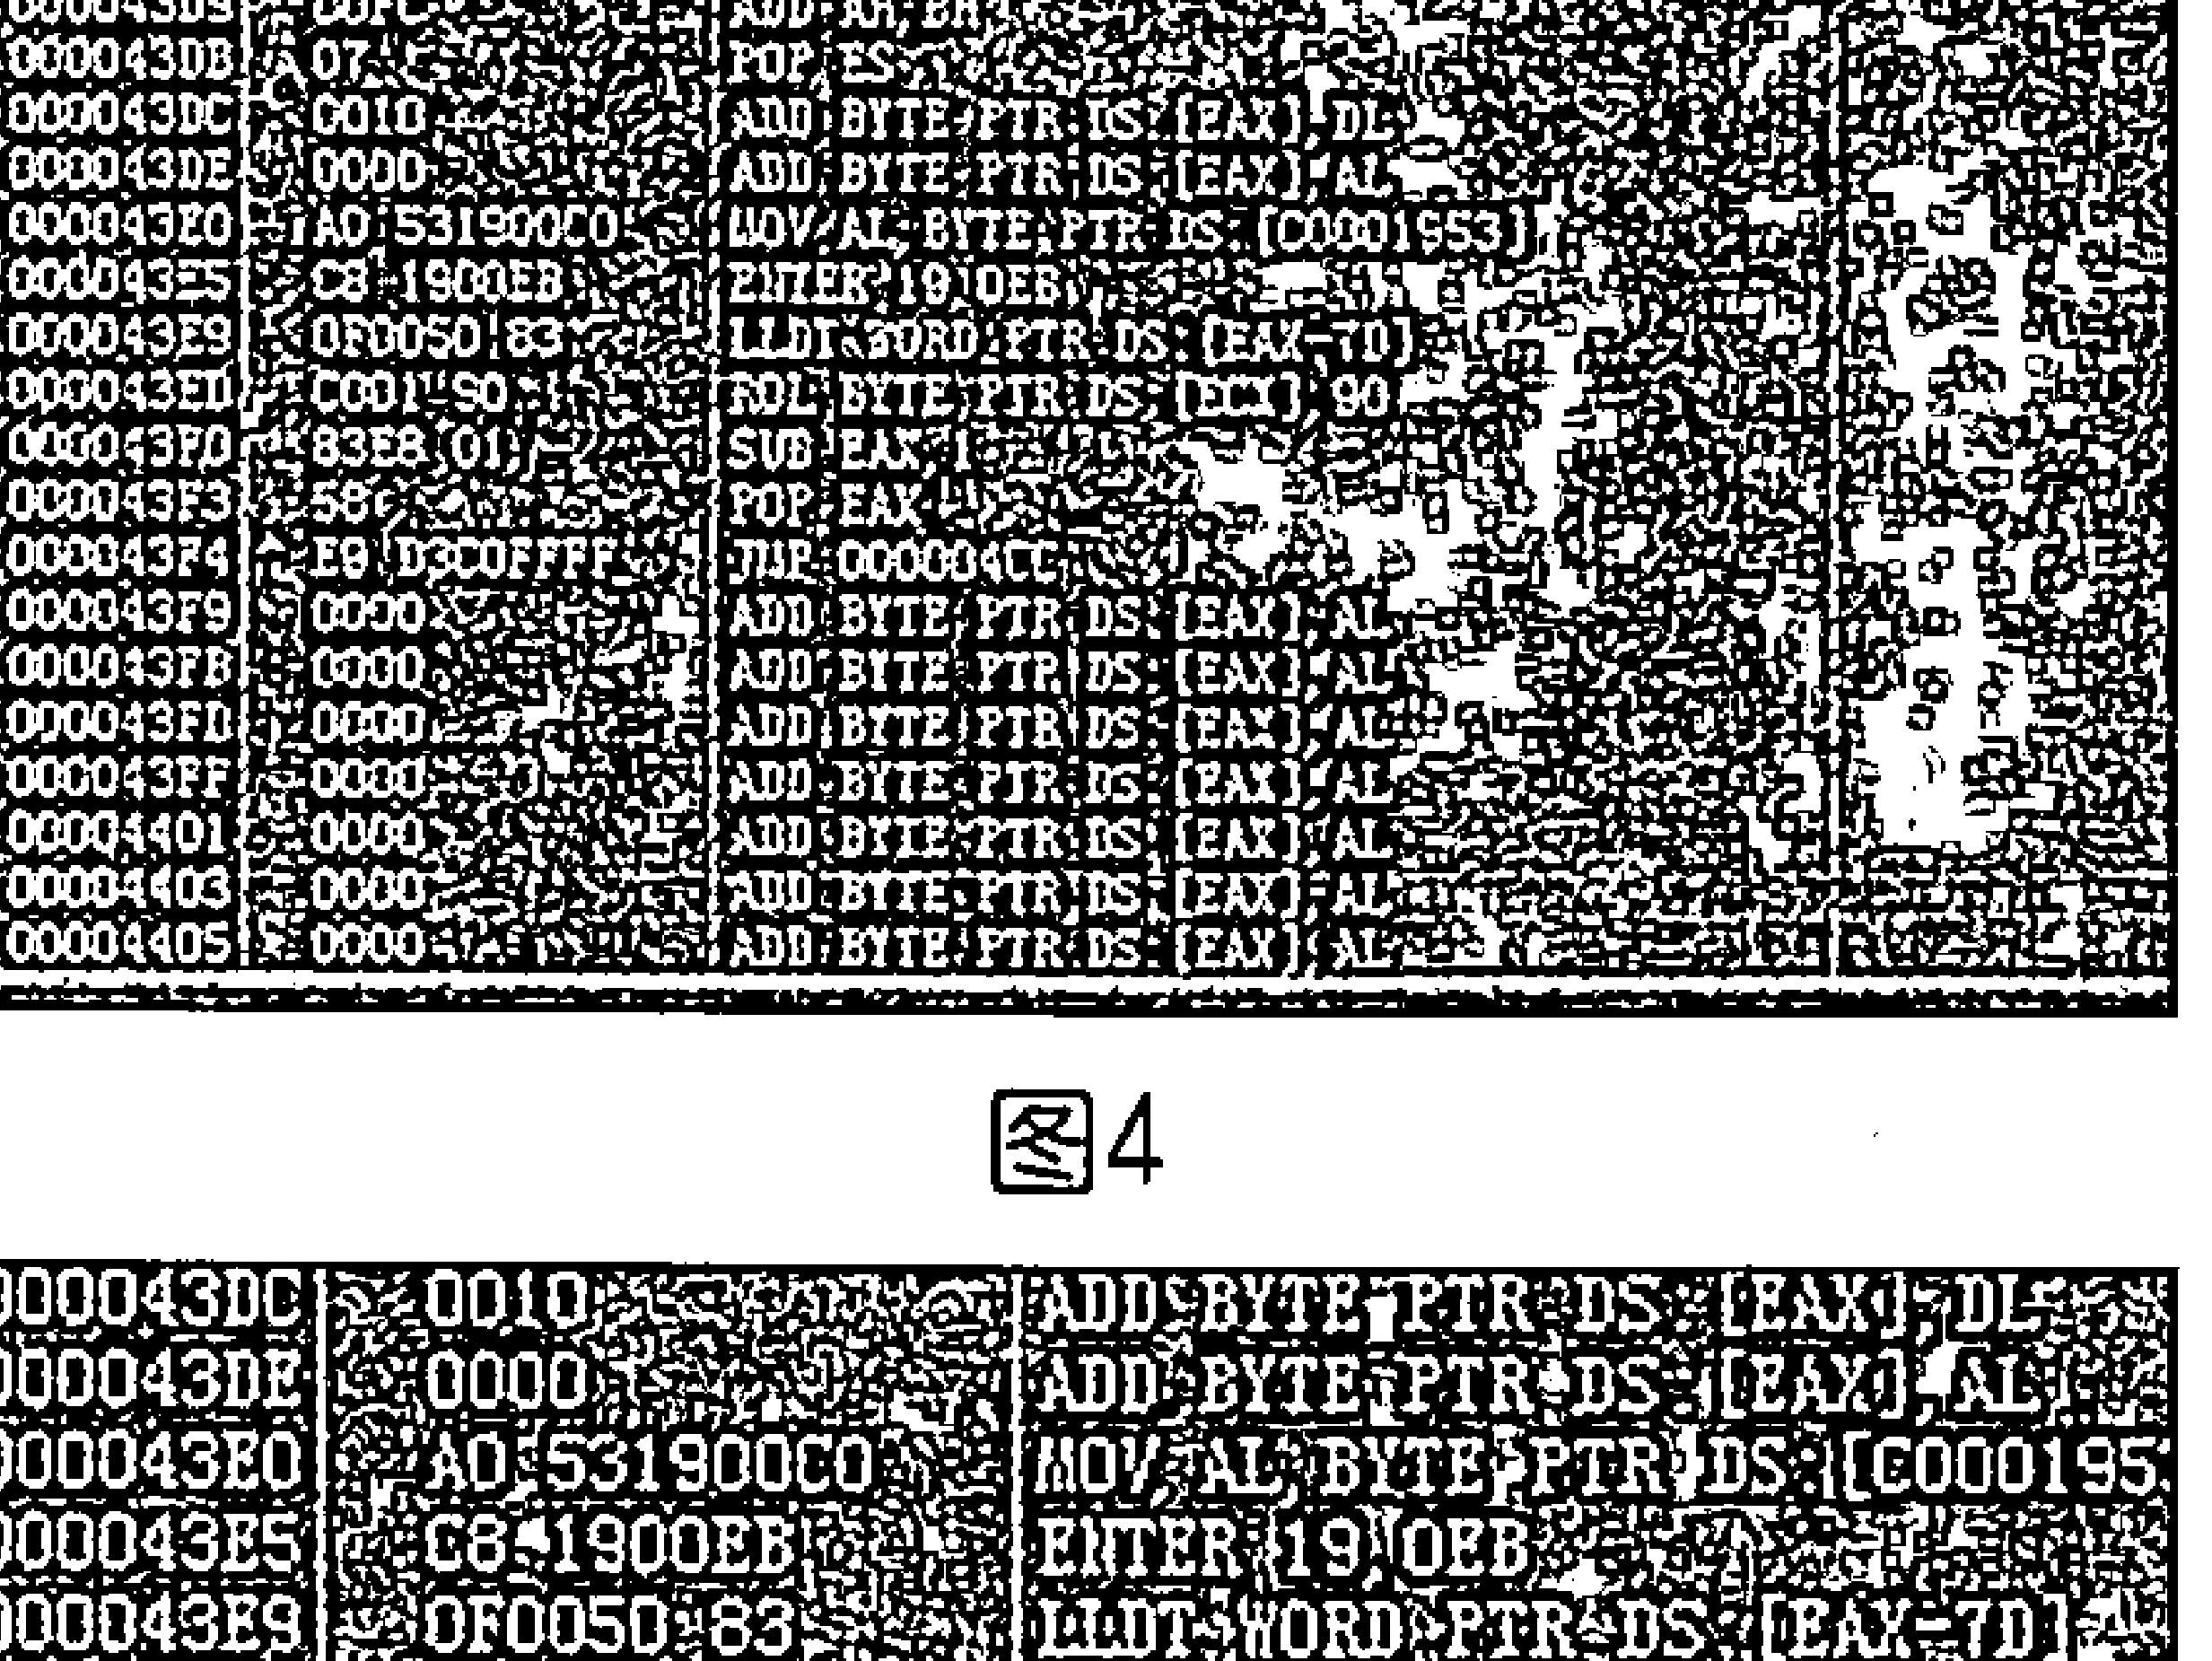 000043DB 07 POP ES
000043DC 0010 ADD BYTE PTR DS:[EAX],DL
000043DE 0000 ADD BYTE PTR DS:[EAX],AL
000043E0 A0 531900C0 MOV AL,BYTE PTR DS:[C0001953]
000043E5 C8 1900EB ENTER 19,0EB
000043E9 0F0050 83 LLDT WORD PTR DS:[EAX-7D]
000043ED C001 90 ROL BYTE PTR DS:[ECX],90
000043F0 83E8 01 SUB EAX,1
000043F3 58 POP EAX
000043F4 E9 D3C0FFFF JMP 000004CC
000043F9 0000 ADD BYTE PTR DS:[EAX],AL
000043FB 0000 ADD BYTE PTR DS:[EAX],AL
000043FD 0000 ADD BYTE PTR DS:[EAX],AL
000043FF 0000 ADD BYTE PTR DS:[EAX],AL
00004401 0000 ADD BYTE PTR DS:[EAX],AL
00004403 0000 ADD BYTE PTR DS:[EAX],AL
00004405 0000 ADD BYTE PTR DS:[EAX],AL
图4
000043DC 0010 ADD BYTE PTR DS:[EAX],DL
000043DE 0000 ADD BYTE PTR DS:[EAX],AL
000043E0 A0 531900C0 MOV AL,BYTE PTR DS:[C000195
000043E5 C8 1900EB ENTER 19,0EB
000043E9 0F0050 83 LLDT WORD PTR DS:[EAX-7D]